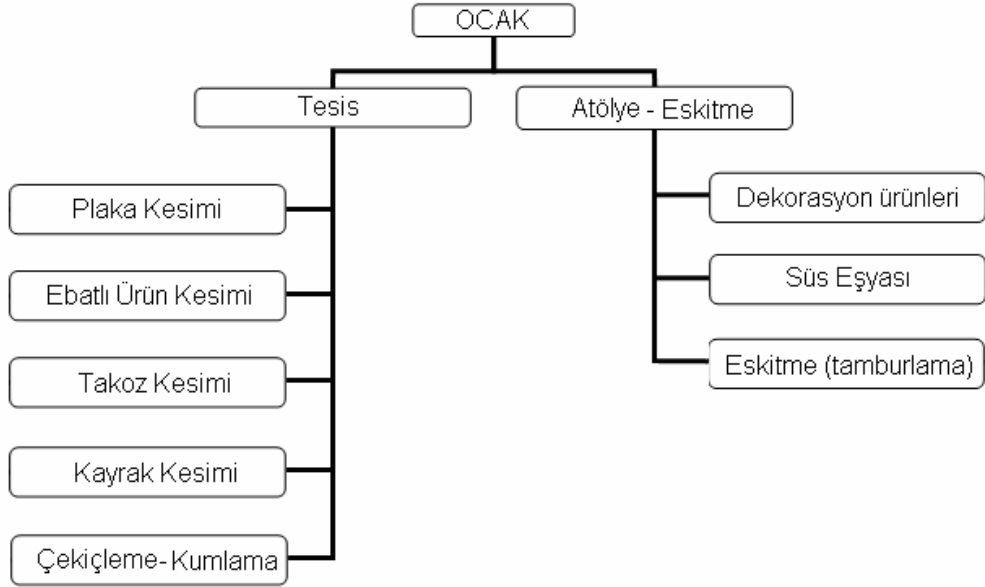 OCAK
Tesis
Atölye - Eskitme
Plaka Kesimi
Ebatlı Ürün Kesimi
Takoz Kesimi
Kayrak Kesimi
Çekiçleme-Kumlama
Dekorasyon ürünleri
Süs Eşyası
Eskitme (tamburlama)